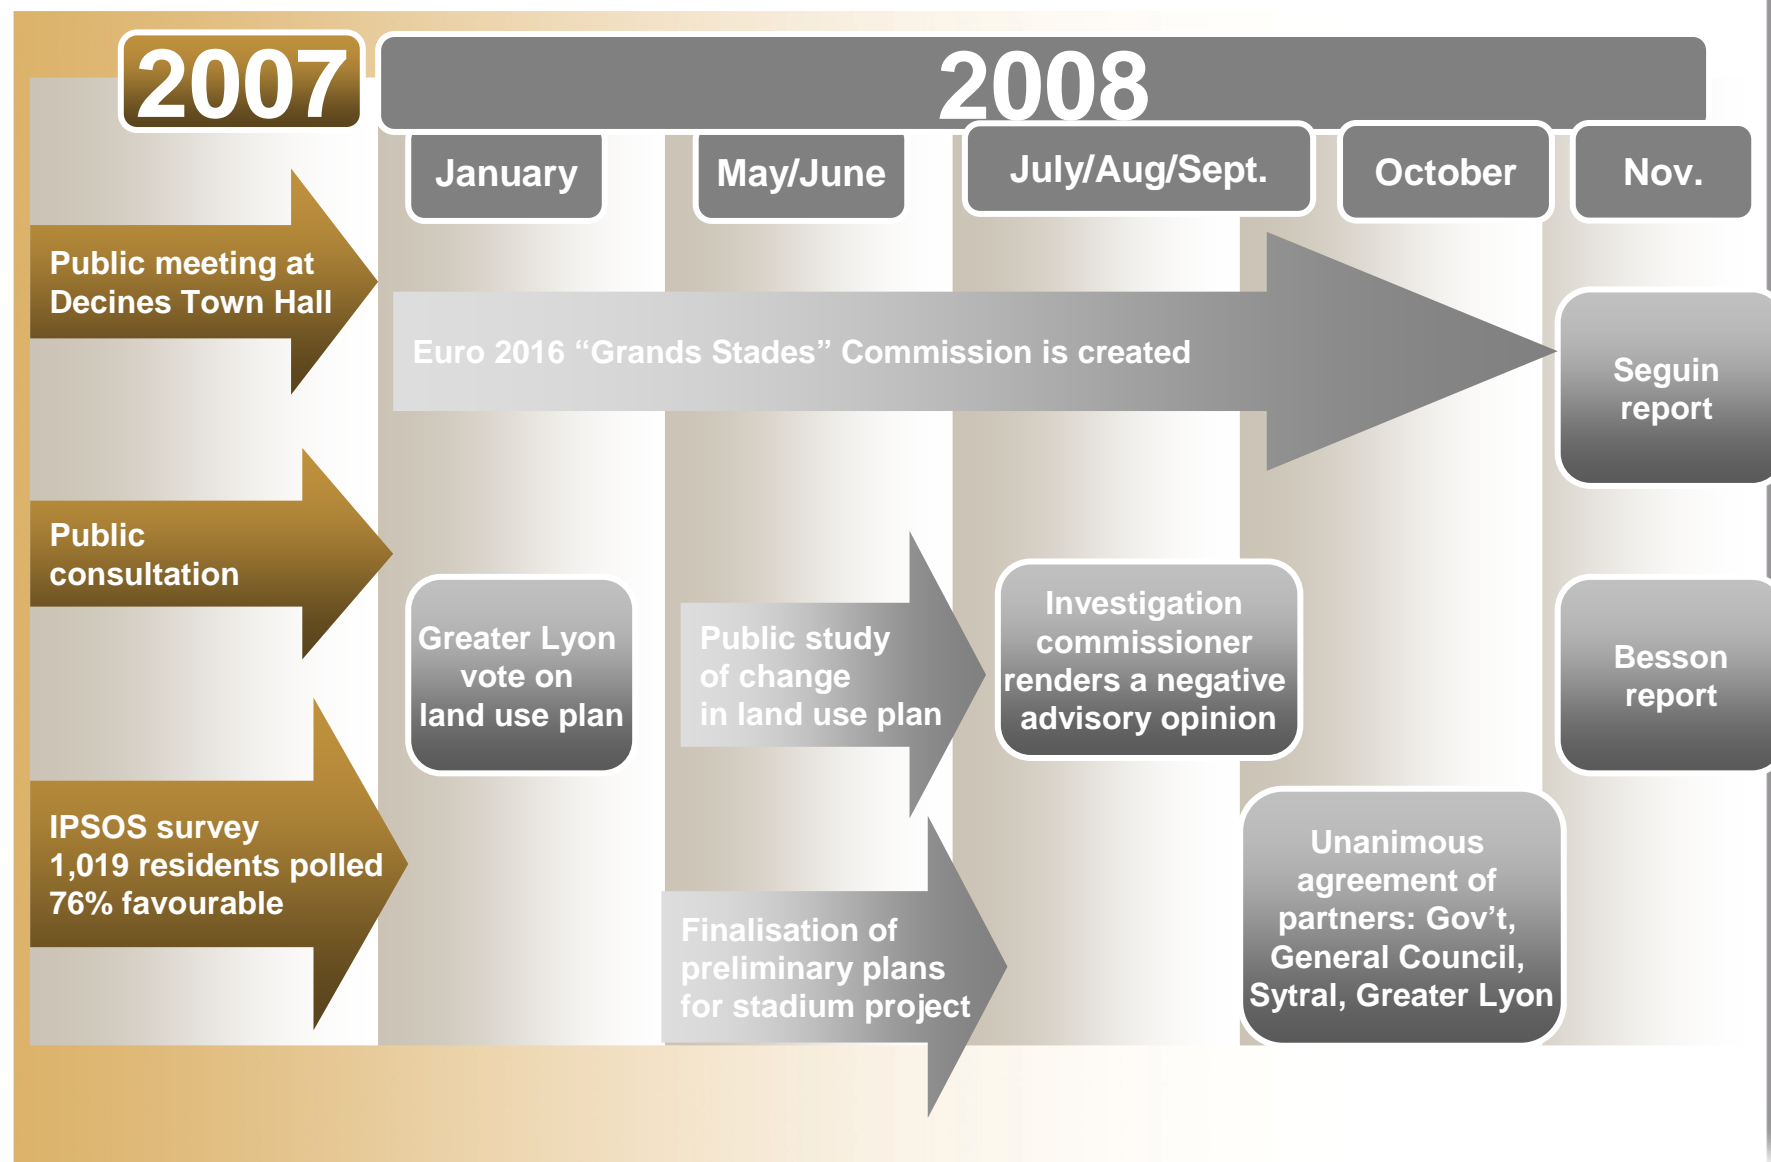 2007
2008
January
May/June
July/Aug/Sept.
October
Nov.
Public meeting at
Decines Town Hall
Euro 2016 “Grands Stades” Commission is created
Seguin
report
Public
consultation
Greater Lyon
vote on
land use plan
Public study
of change
in land use plan
Investigation
commissioner
renders a negative
advisory opinion
Besson
report
IPSOS survey
1,019 residents polled
76% favourable
Finalisation of
preliminary plans
for stadium project
Unanimous
agreement of
partners: Gov’t,
General Council,
Sytral, Greater Lyon